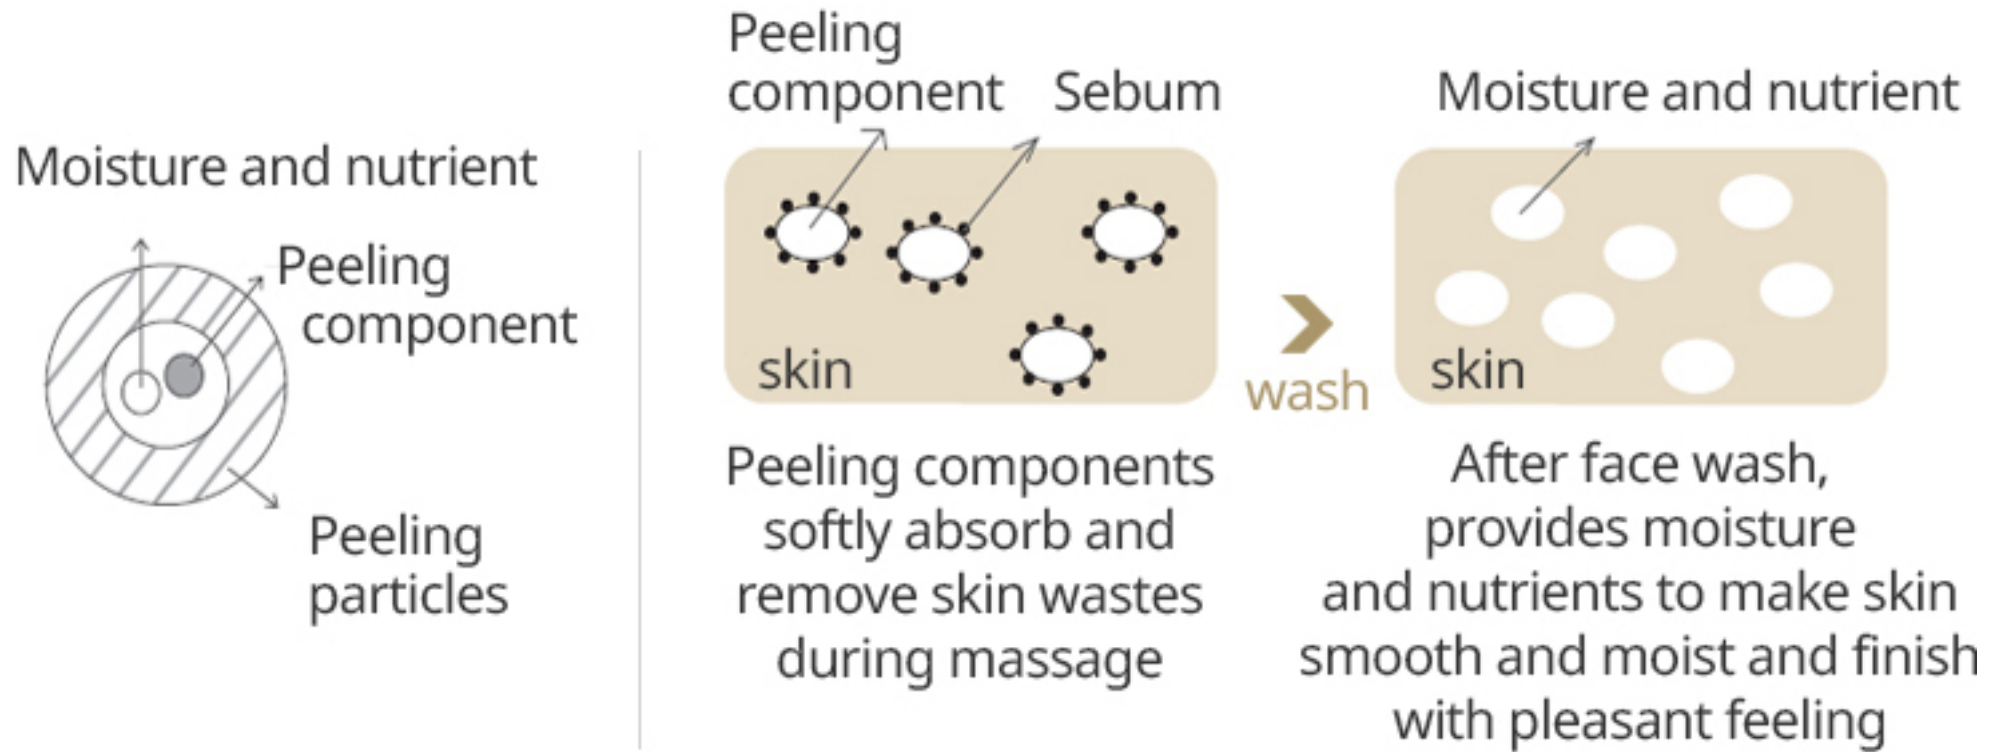 Moisture and nutrient
Peeling
component
Peeling
particles
Peeling
component
Sebum
skin
Peeling components
softly absorb and
remove skin wastes
during massage
wash
Moisture and nutrient
skin
After face wash,
provides moisture
and nutrients to make skin
smooth and moist and finish
with pleasant feeling